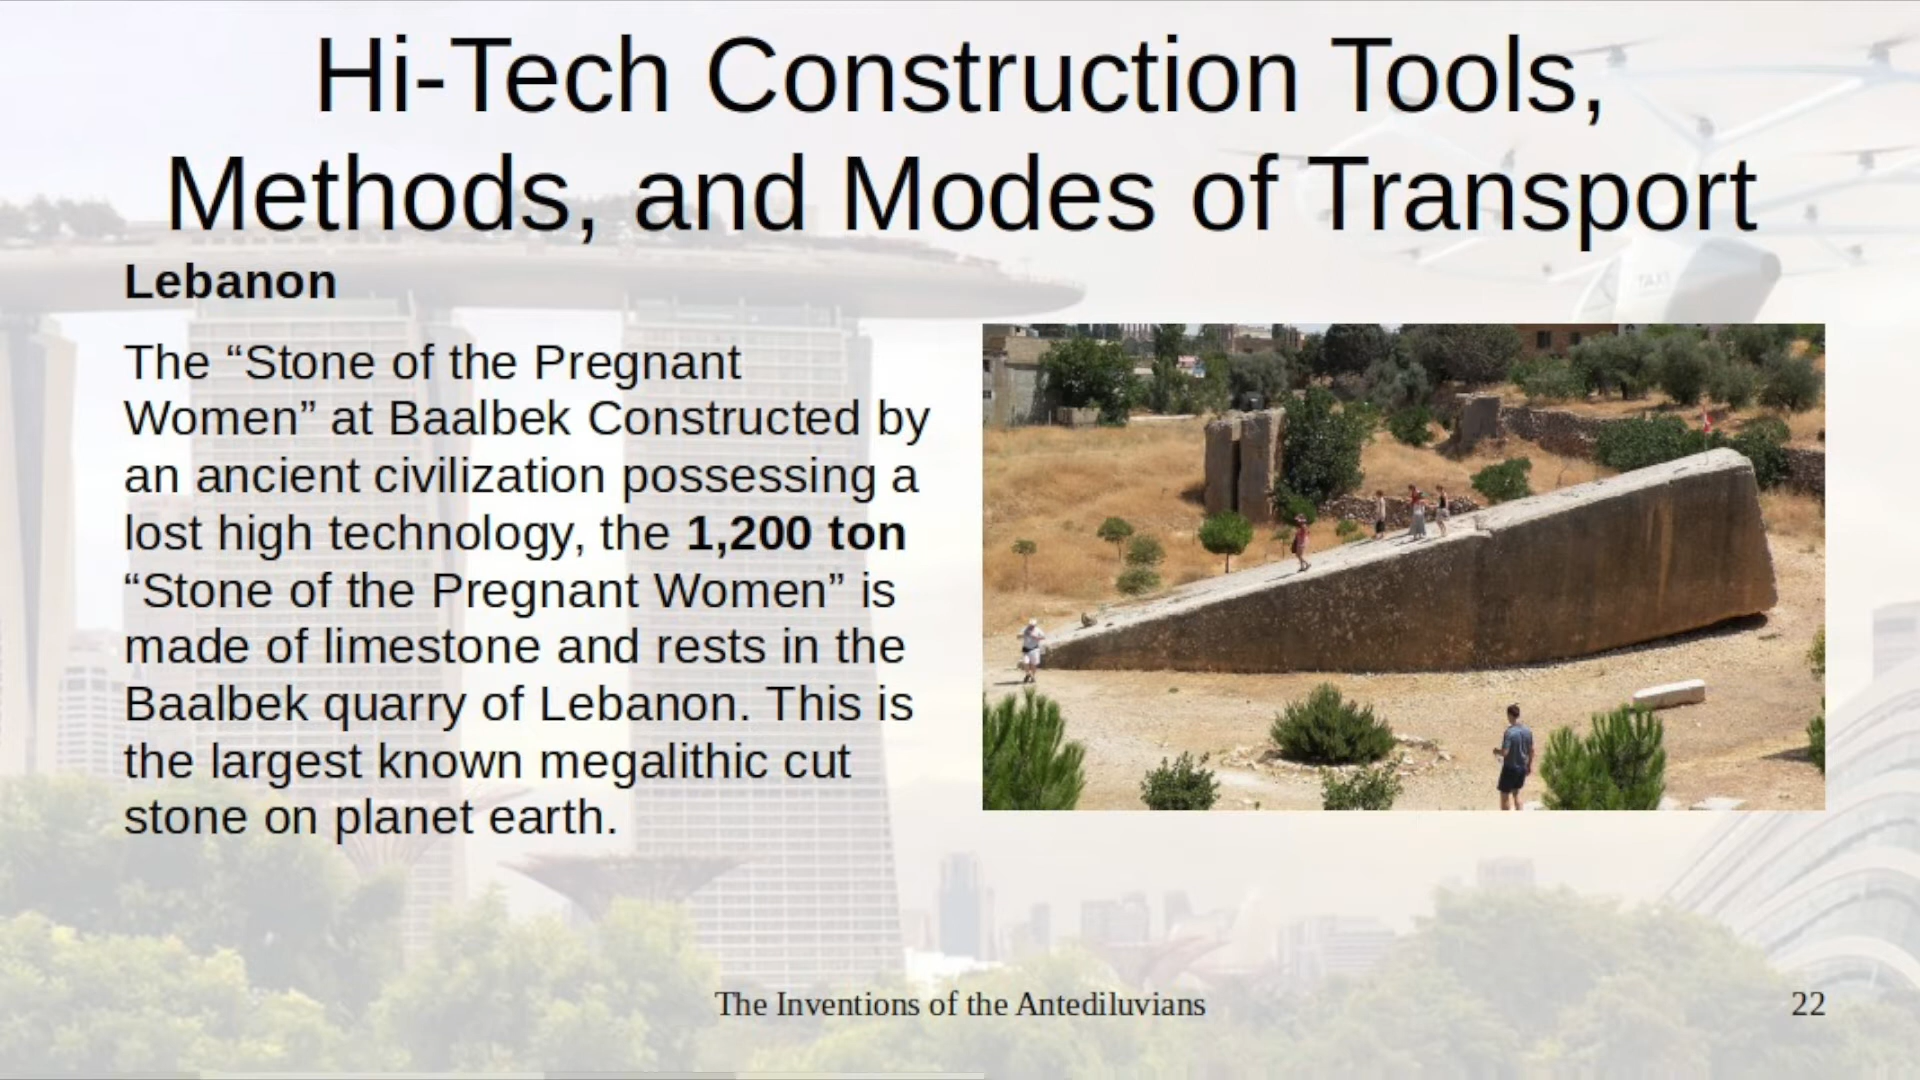 Hi-Tech Construction Tools,
Methods, and Modes of Transport
Lebanon
The “Stone of the Pregnant
Women” at Baalbek Constructed by
an ancient civilization possessing a
lost high technology, the 1,200 ton
“Stone of the Pregnant Women” is
made of limestone and rests in the
Baalbek quarry of Lebanon. This is
the largest known megalithic cut
stone on planet earth.
TAXI
The Inventions of the Antediluvians
22